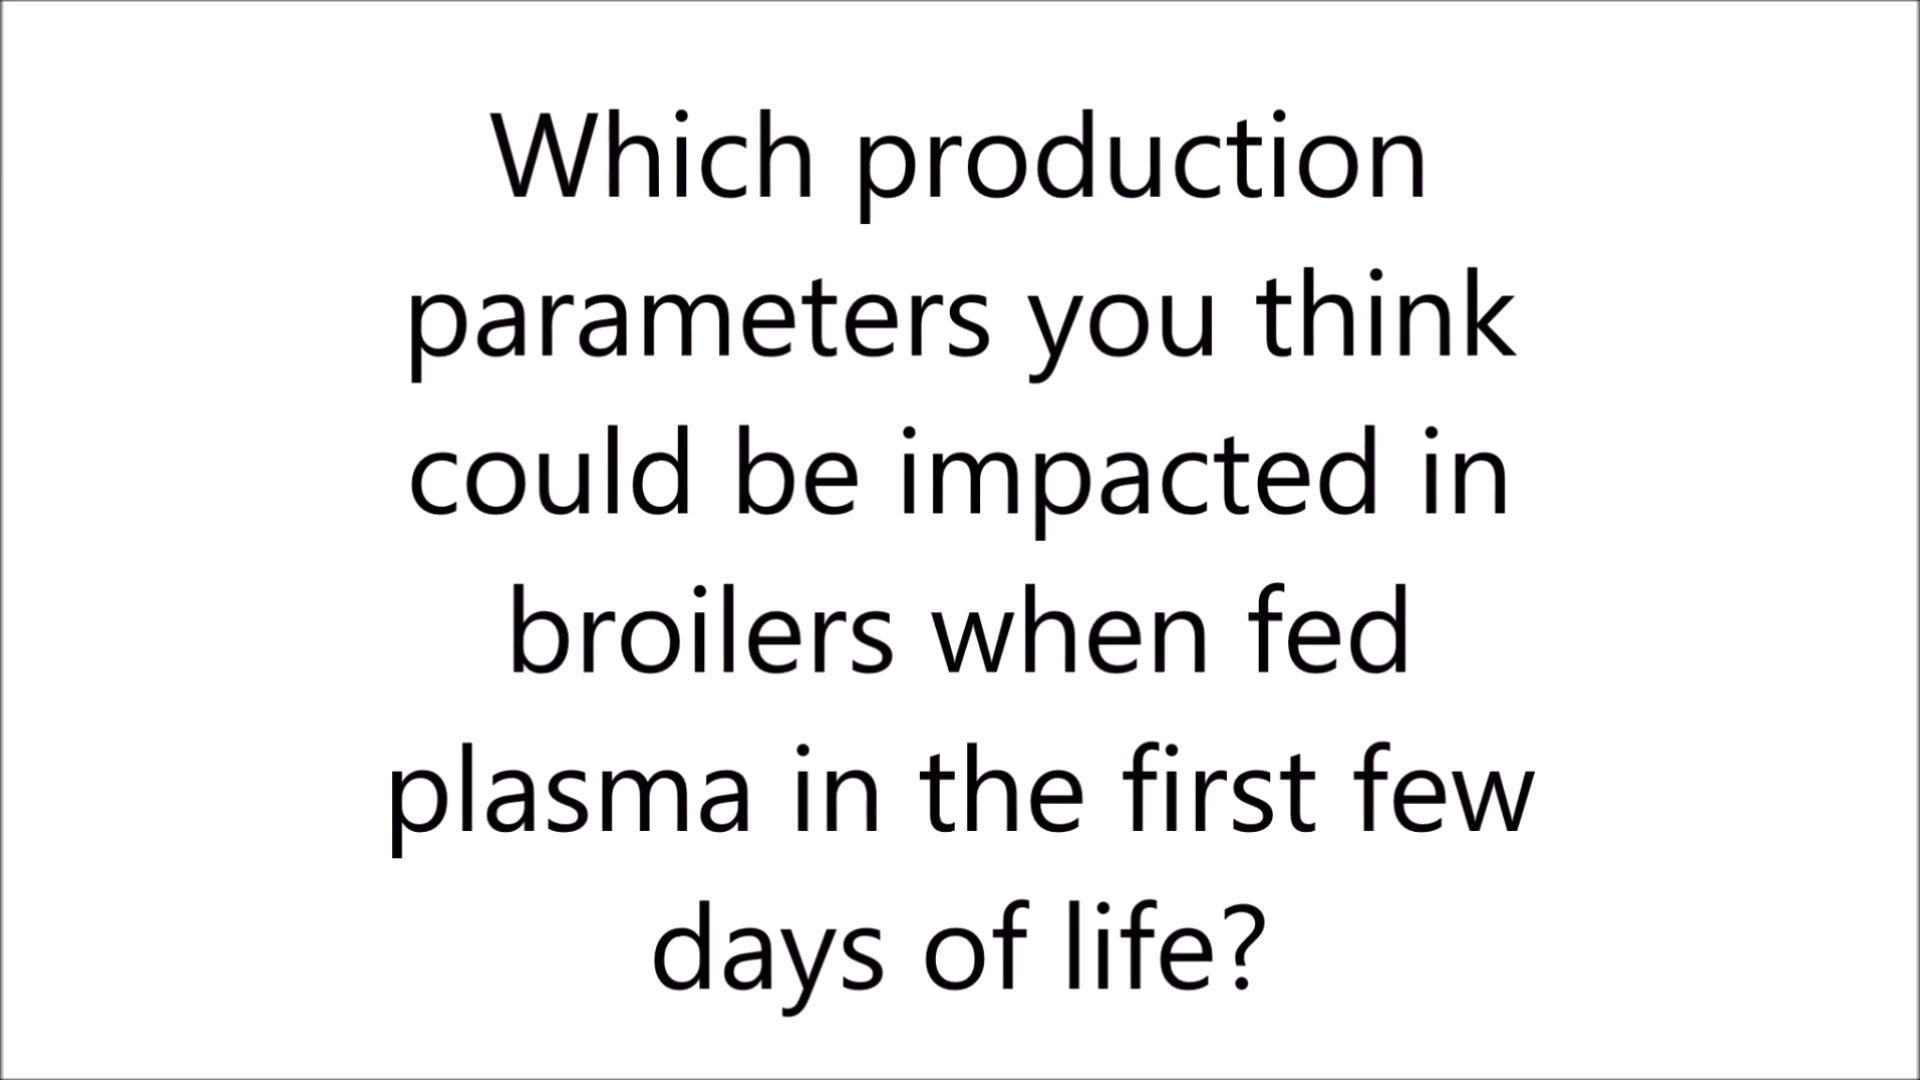 Which production
parameters you think
could be impacted in
broilers when fed
plasma in the first few
days of life?